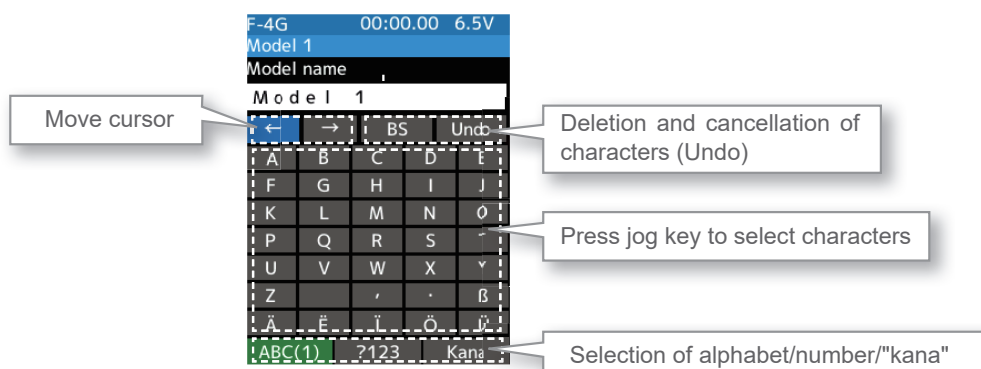 F-4G 00:00.00 6.5V
Model 1
Model name
Model 1
Move cursor
← → BS Undo
Deletion and cancellation of
characters (Undo)
A B C D E
F G H I J
K L M N O
Press jog key to select characters
P Q R S
U V W X Y
Z , . ß
Ä Ë Ï Ö Ü
ABC(1) ?123 Kana
Selection of alphabet/number/"kana"